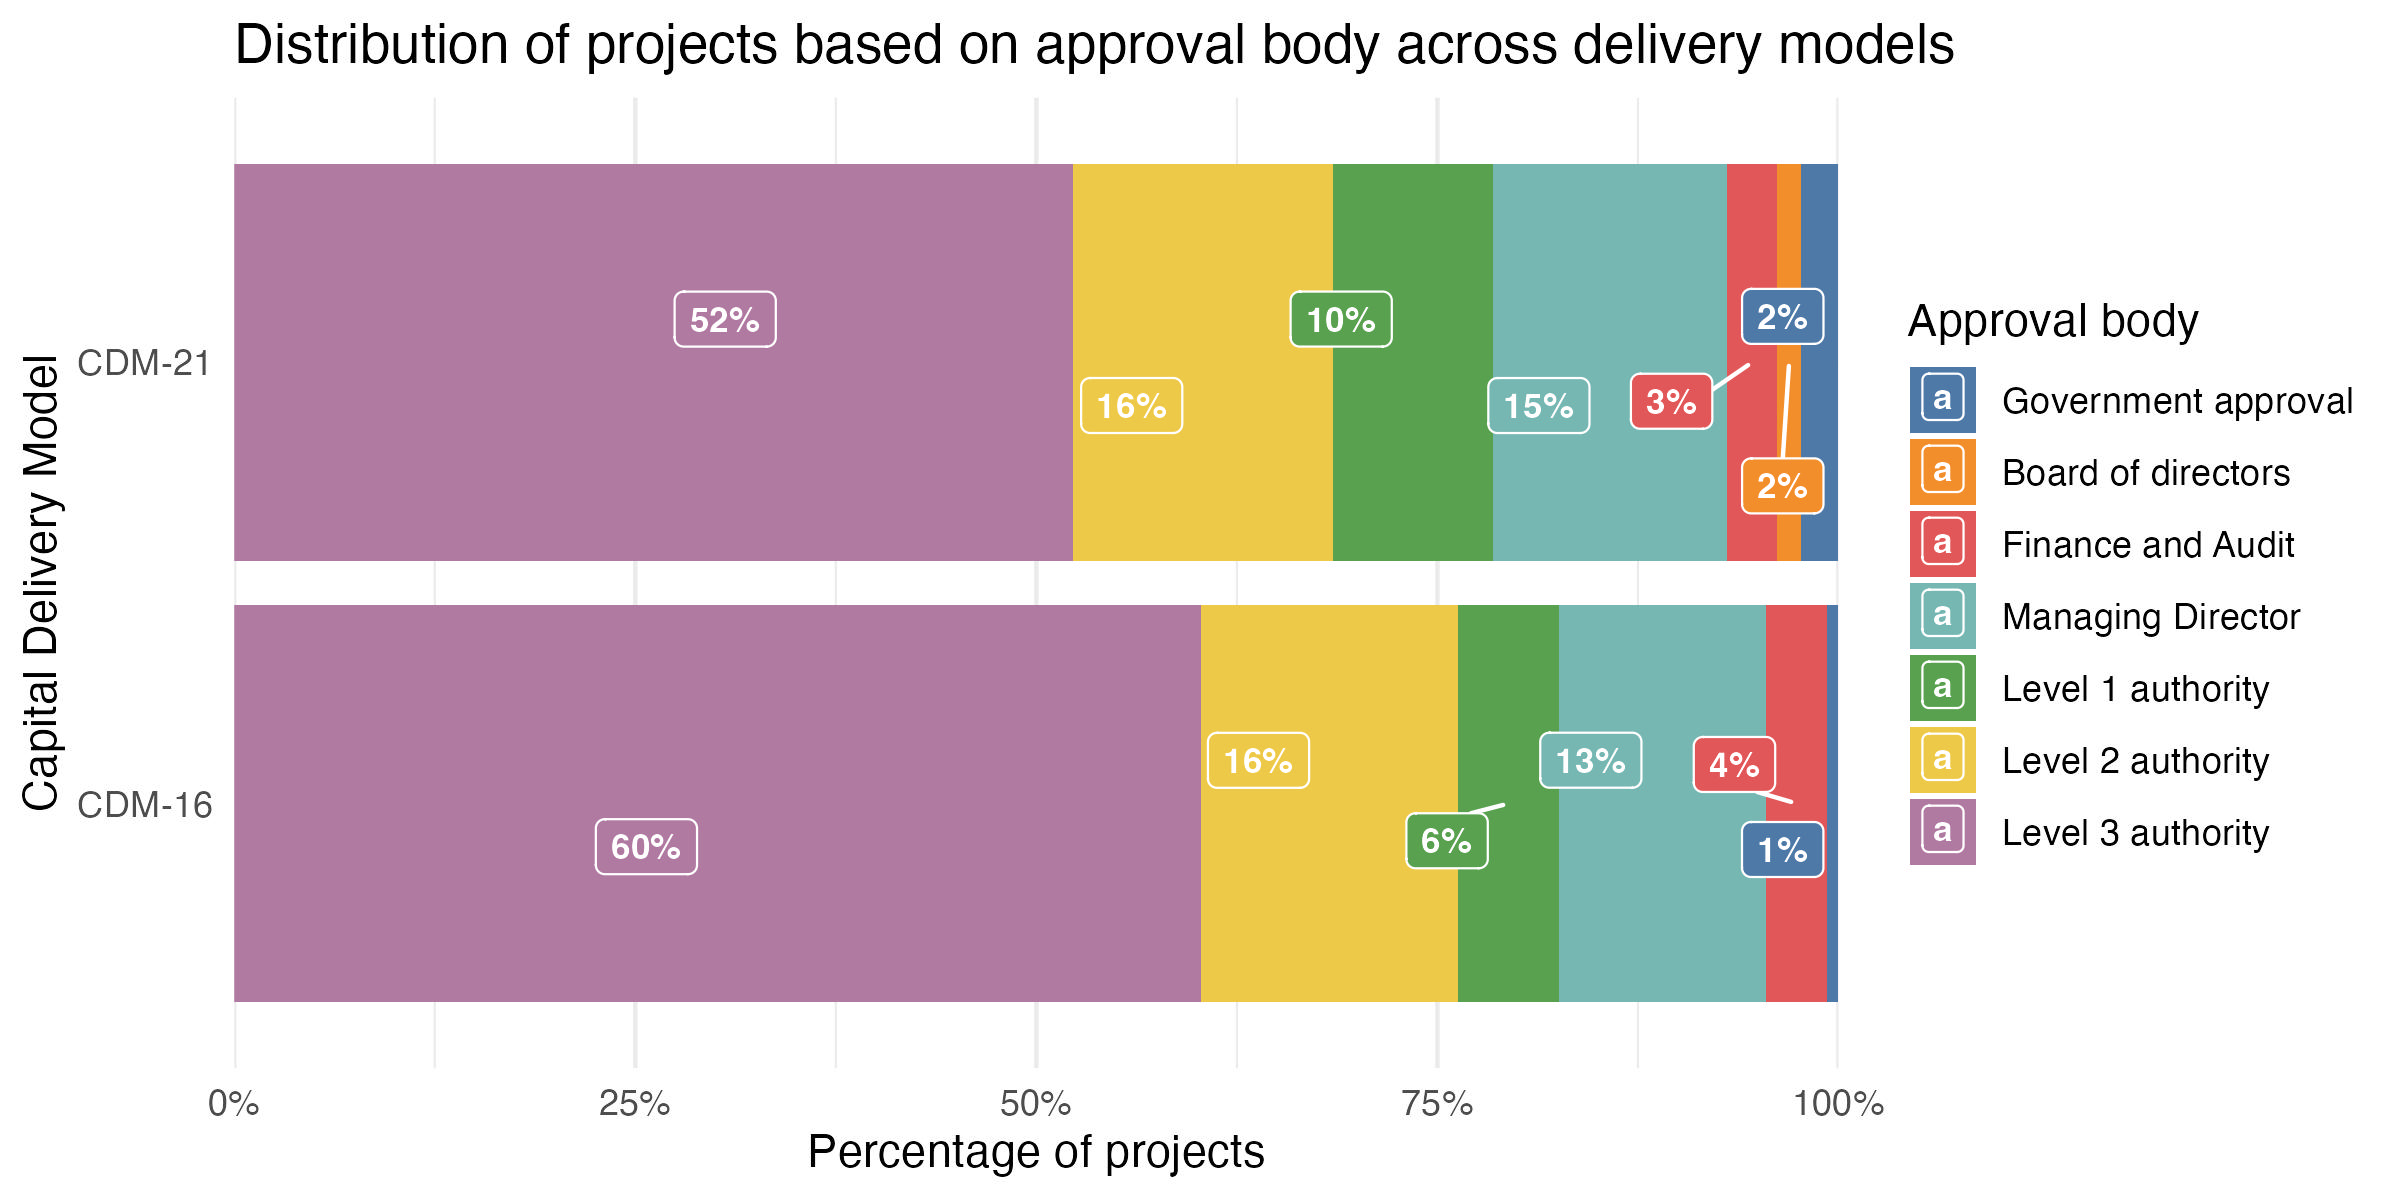 Distribution of projects based on approval body across delivery models
Capital Delivery Model
CDM-21
52%
16%
10%
15%
3%
2%
2%
CDM-16
60%
16%
6%
13%
4%
1%
0%
25%
50%
75%
100%
Percentage of projects
Approval body
a Government approval
a Board of directors
a Finance and Audit
a Managing Director
a Level 1 authority
a Level 2 authority
a Level 3 authority